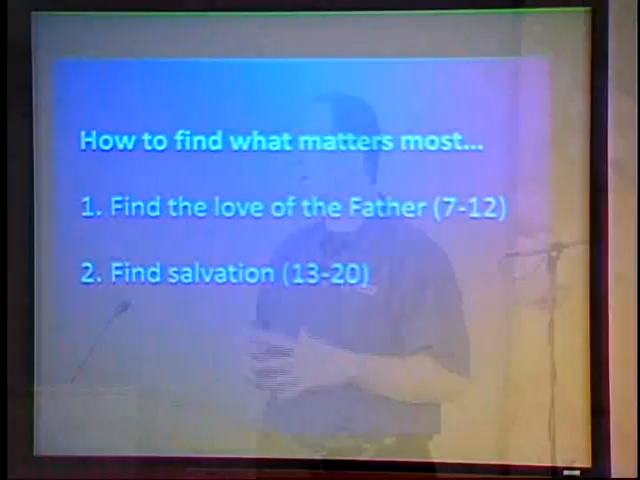 How to find what matters most...
1. Find the love of the Father (7-12)
2. Find salvation (13-20)